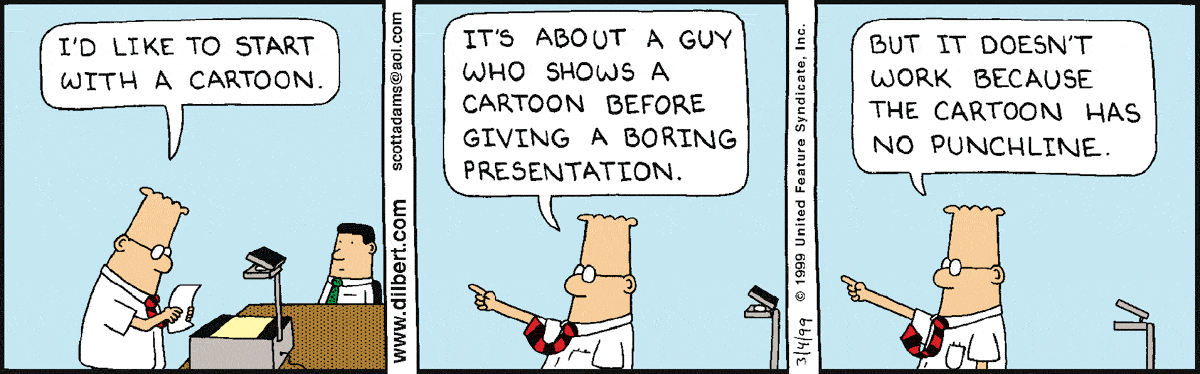 I'D LIKE TO START
WITH A CARTOON.
www.dilbert.com scottadams@aol.com
IT'S ABOUT A GUY
WHO SHOWS A
CARTOON BEFORE
GIVING A BORING
PRESENTATION.
3/4/99 © 1999 United Feature Syndicate, Inc.
BUT IT DOESN'T
WORK BECAUSE
THE CARTOON HAS
NO PUNCHLINE.